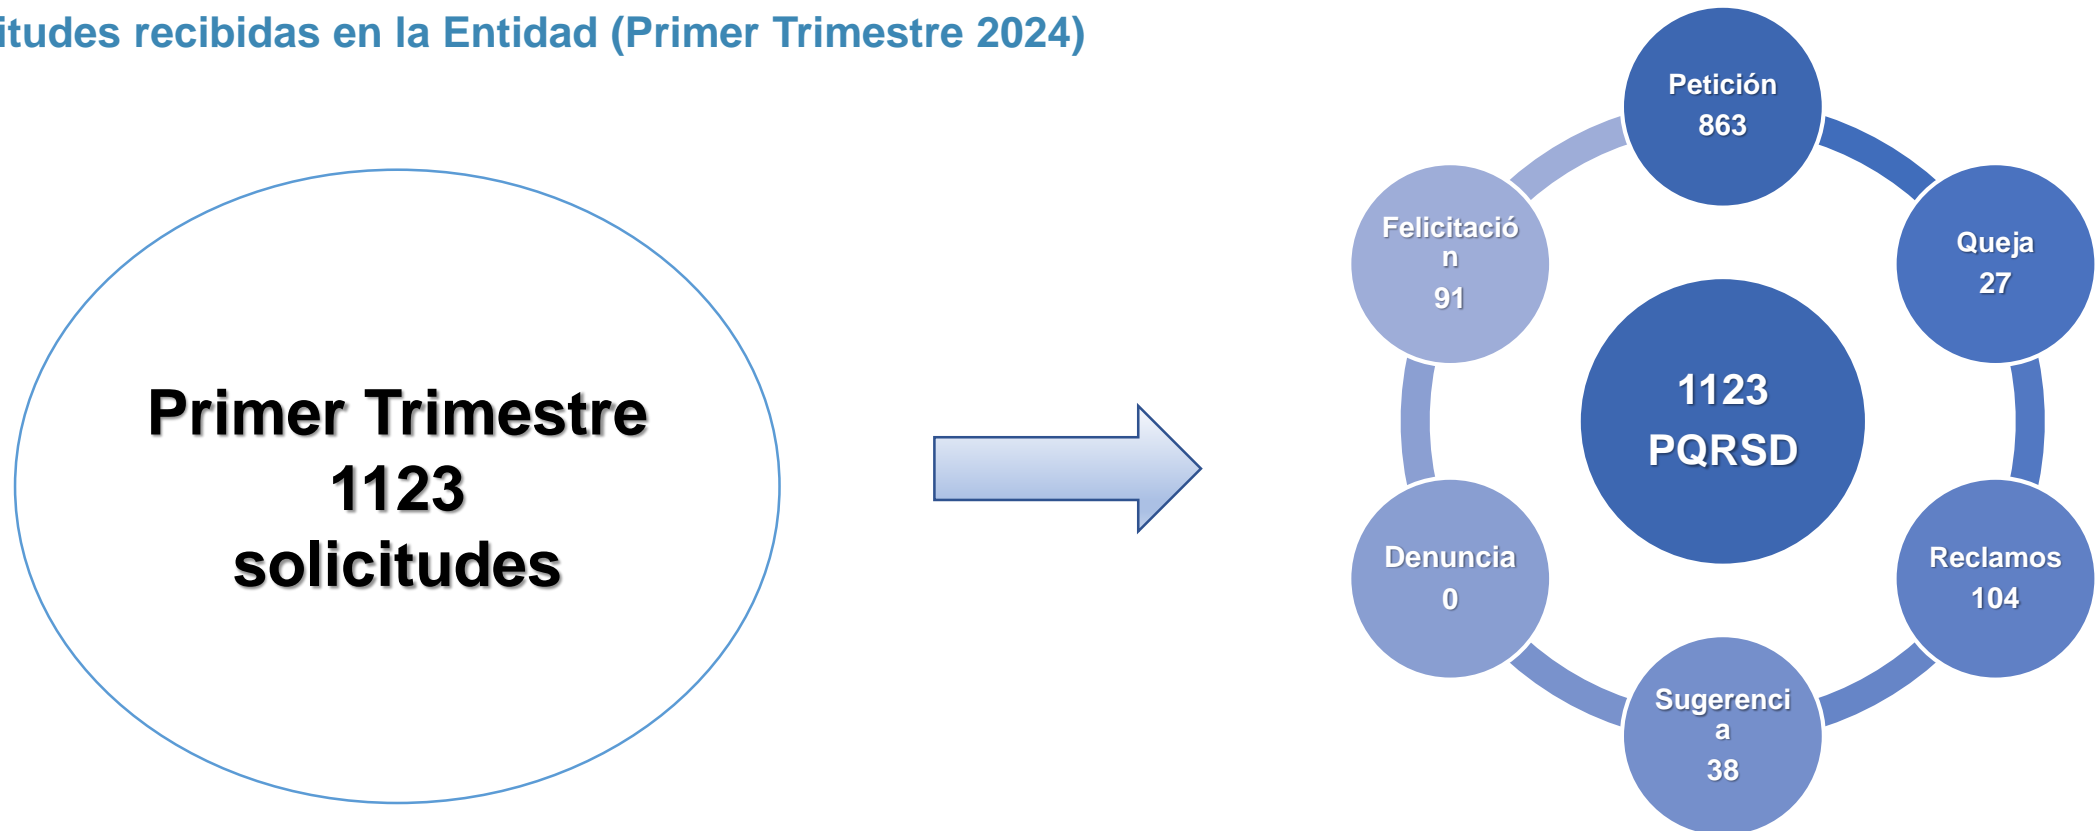 itudes recibidas en la Entidad (Primer Trimestre 2024)
Primer Trimestre
1123
solicitudes
Petición
863
Queja
27
Reclamos
104
Sugerenci
a
38
Denuncia
0
Felicitació
n
91
1123
PQRSD